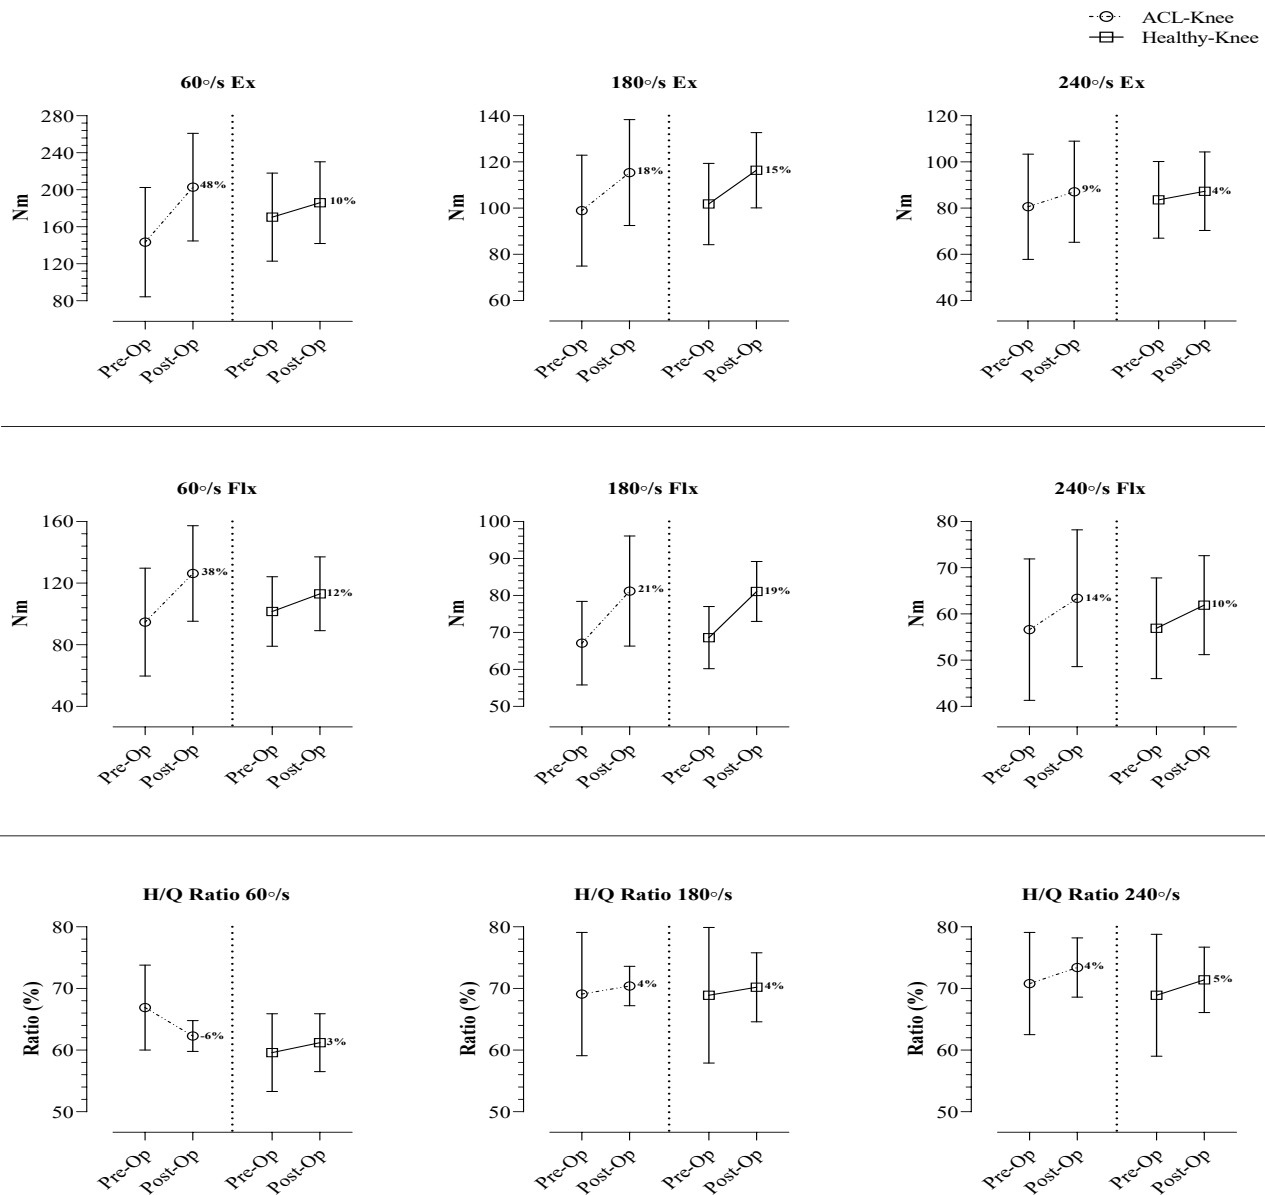 ACL-Knee
Healthy-Knee
60°/s Ex
180°/s Ex
240°/s Ex
280
240
200
160
120
80
Nm
48%
10%
Pre-Op
Post-Op
Pre-Op
Post-Op
140
120
100
80
60
Nm
18%
15%
Pre-Op
Post-Op
Pre-Op
Post-Op
120
100
80
60
40
Nm
9%
4%
Pre-Op
Post-Op
Pre-Op
Post-Op
60°/s Flx
180°/s Flx
240°/s Flx
160
120
80
40
Nm
38%
12%
Pre-Op
Post-Op
Pre-Op
Post-Op
100
90
80
70
60
50
Nm
21%
19%
Pre-Op
Post-Op
Pre-Op
Post-Op
80
70
60
50
40
Nm
14%
10%
Pre-Op
Post-Op
Pre-Op
Post-Op
H/Q Ratio 60°/s
H/Q Ratio 180°/s
H/Q Ratio 240°/s
80
70
60
50
Ratio (%)
-6%
3%
Pre-Op
Post-Op
Pre-Op
Post-Op
80
70
60
50
Ratio (%)
4%
4%
Pre-Op
Post-Op
Pre-Op
Post-Op
80
70
60
50
Ratio (%)
4%
5%
Pre-Op
Post-Op
Pre-Op
Post-Op